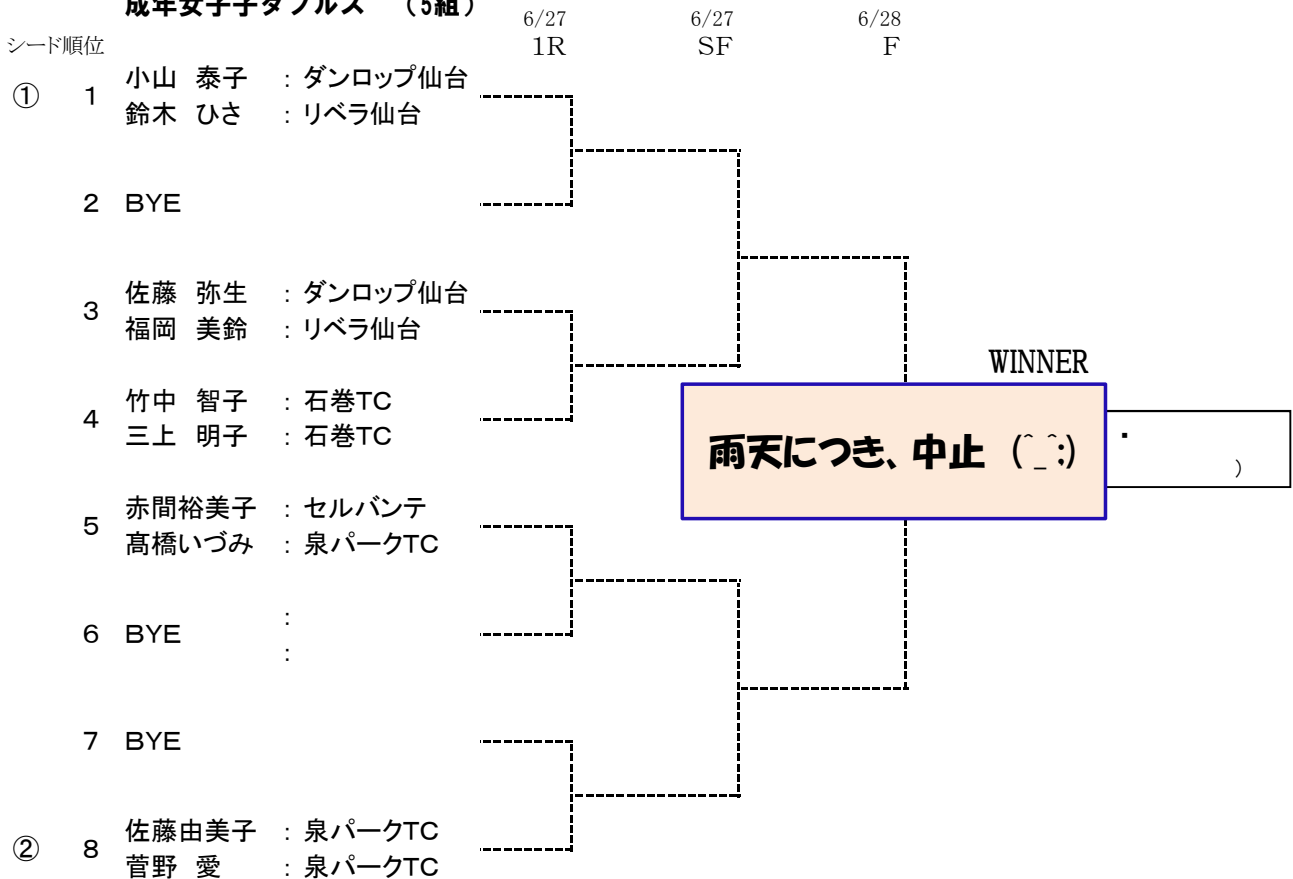 成年女子子ダブルス （5組）
6/27 6/27 6/28
シード順位 1R SF F
① 1 小山 泰子 : ダンロップ仙台
鈴木 ひさ : リベラ仙台
2 BYE
3 佐藤 弥生 : ダンロップ仙台
福岡 美鈴 : リベラ仙台
WINNER
4 竹中 智子 : 石巻TC
三上 明子 : 石巻TC
雨天につき、中止 (^_^;)
・
）
5 赤間裕美子 : セルバンテ
髙橋いづみ : 泉パークTC
6 BYE :
:
7 BYE
② 8 佐藤由美子 : 泉パークTC
菅野 愛 : 泉パークTC